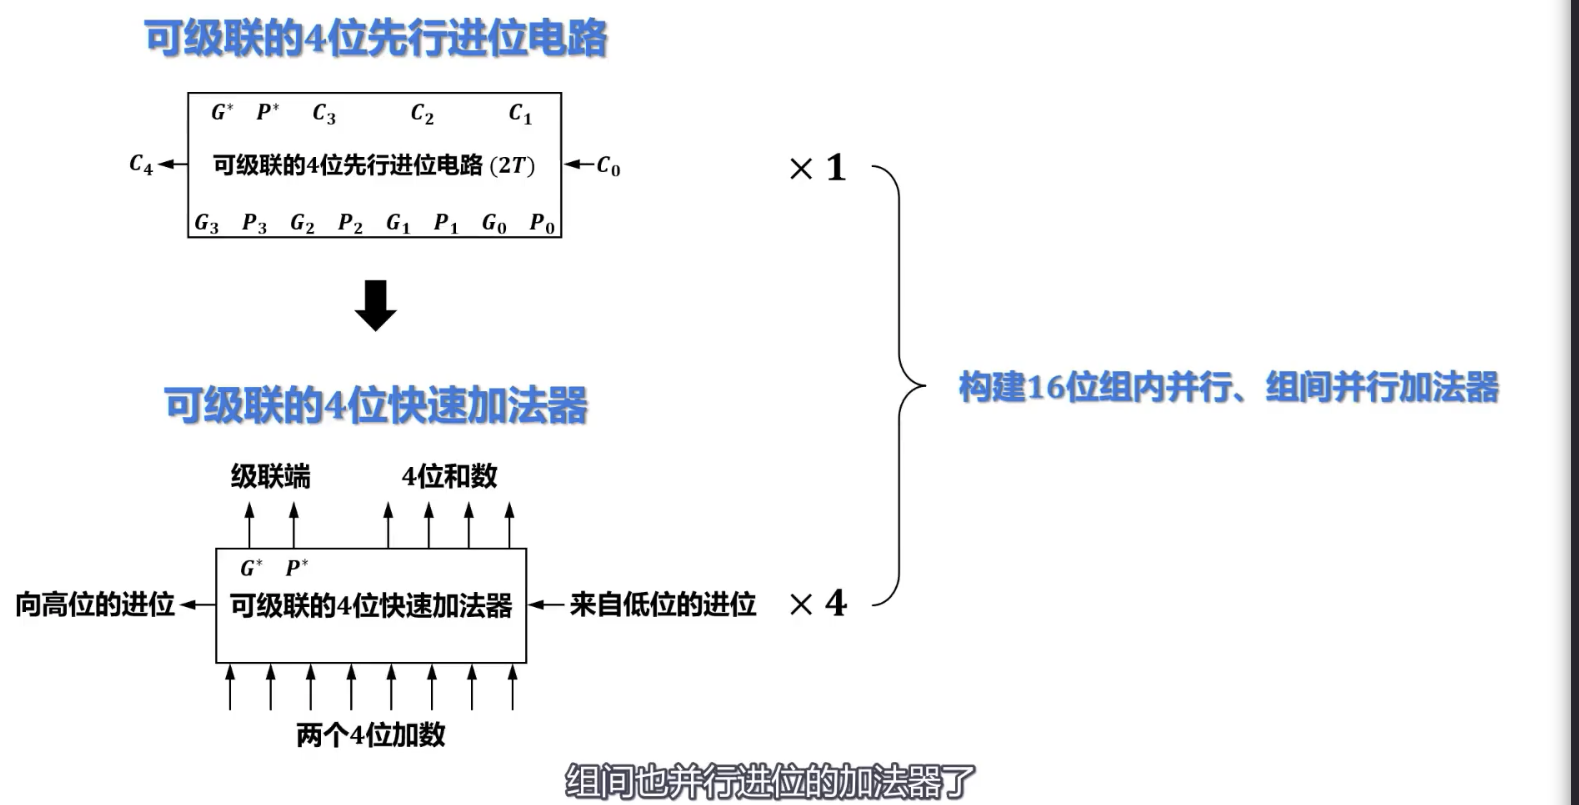 可级联的4位先行进位电路
G* P* C₃ C₂ C₁
C₄ 可级联的4位先行进位电路 (2T) C₀
× 1
G₃ P₃ G₂ P₂ G₁ P₁ G₀ P₀
构建16位组内并行、组间并行加法器
可级联的4位快速加法器
级联端 4位和数
G* P*
向高位的进位 可级联的4位快速加法器 来自低位的进位 × 4
两个4位加数
组间也并行进位的加法器了